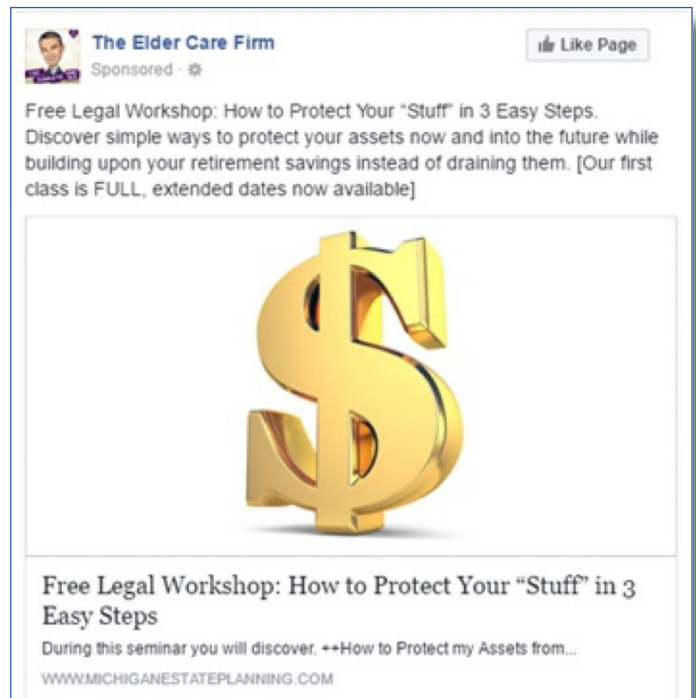 The Elder Care Firm
Like Page
Sponsored ·
Free Legal Workshop: How to Protect Your "Stuff" in 3 Easy Steps.
Discover simple ways to protect your assets now and into the future while
building upon your retirement savings instead of draining them. [Our first
class is FULL, extended dates now available]
$
Free Legal Workshop: How to Protect Your “Stuff” in 3
Easy Steps
During this seminar you will discover. ++How to Protect my Assets from...
WWW.MICHIGANESTATEPLANNING.COM